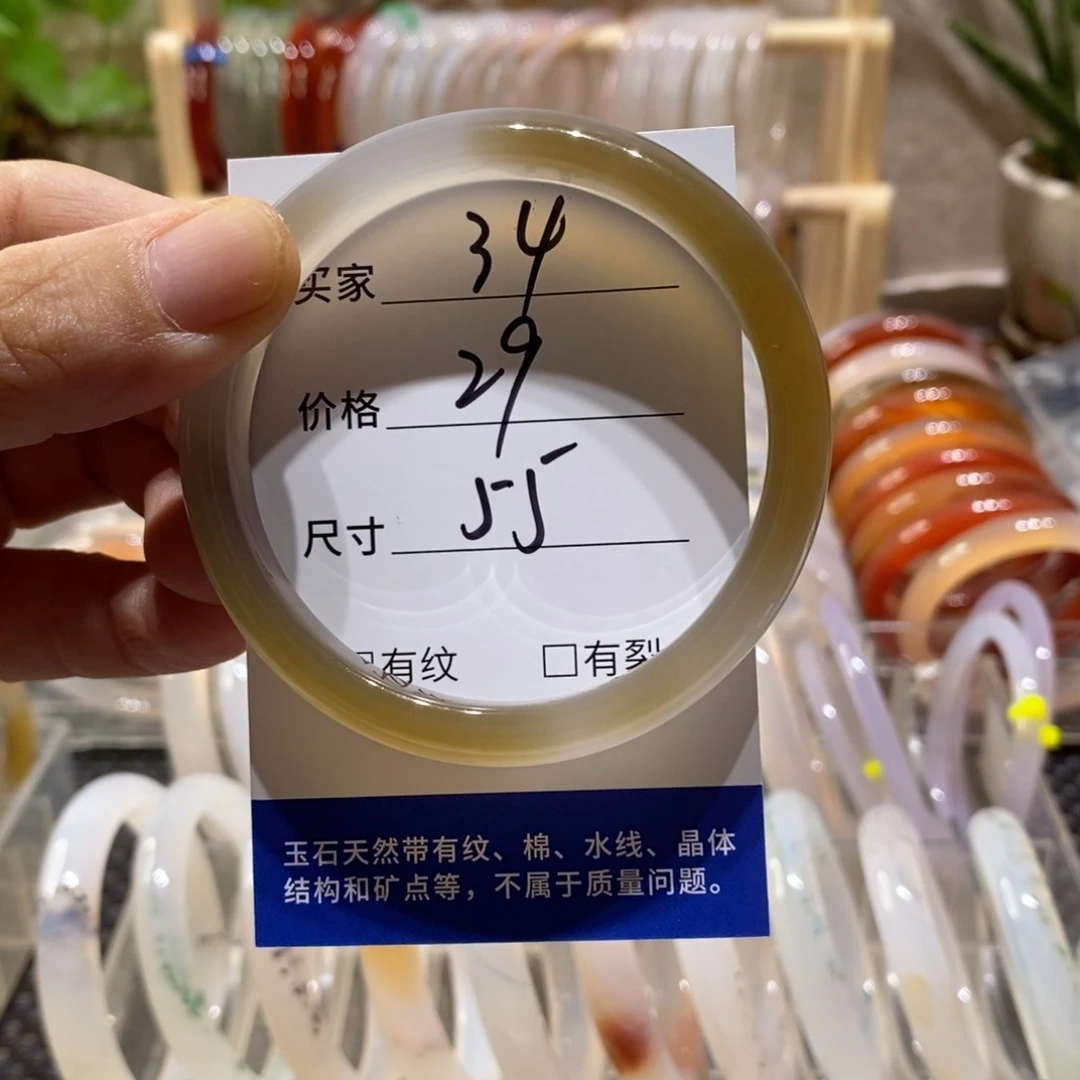 买家 34
价格 29
尺寸 55
□有纹 □有裂
玉石天然带有纹、棉、水线、晶体
结构和矿点等，不属于质量问题。